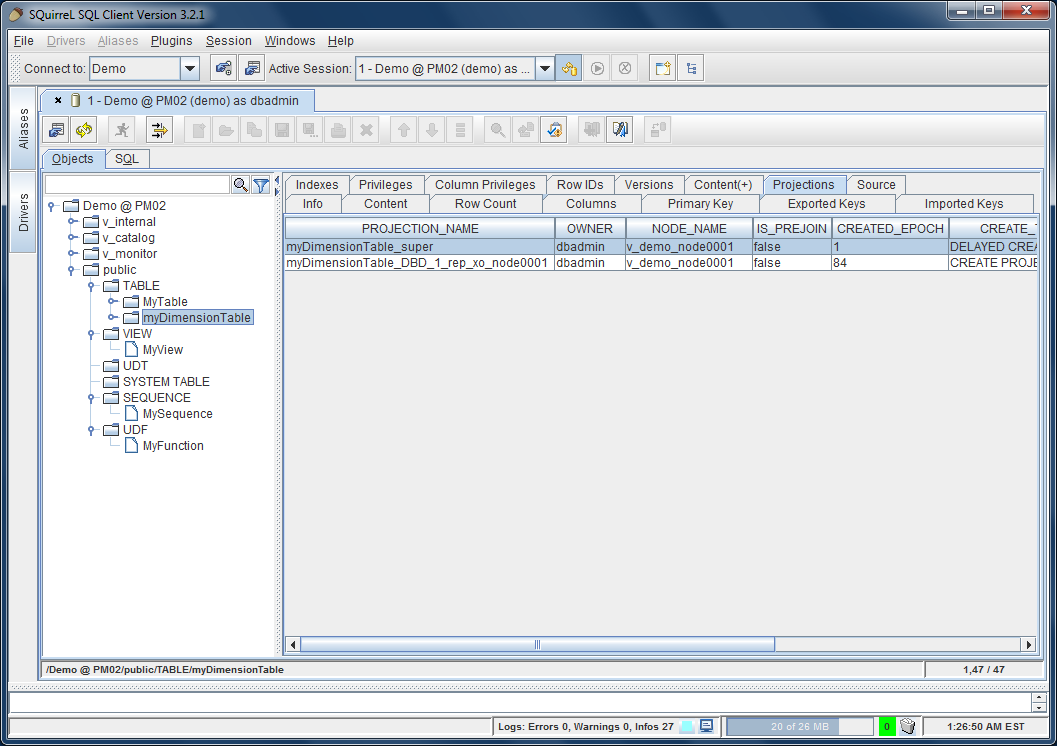 SQuirreL SQL Client Version 3.2.1
File Drivers Aliases Plugins Session Windows Help
Connect to: Demo Active Session: 1 - Demo @ PM02 (demo) as ...
1 - Demo @ PM02 (demo) as dbadmin
Aliases
Drivers
Objects SQL
Indexes Privileges Column Privileges Row IDs Versions Content(+) Projections Source
Info Content Row Count Columns Primary Key Exported Keys Imported Keys
PROJECTION_NAME OWNER NODE_NAME IS_PREJOIN CREATED_EPOCH CREATE_
myDimensionTable_super dbadmin v_demo_node0001 false 1 DELAYED CREA
myDimensionTable_DBD_1_rep_xo_node0001 dbadmin v_demo_node0001 false 84 CREATE PROJE
Demo @ PM02
v_internal
v_catalog
v_monitor
public
TABLE
MyTable
myDimensionTable
VIEW
MyView
UDT
SYSTEM TABLE
SEQUENCE
MySequence
UDF
MyFunction
/Demo @ PM02/public/TABLE/myDimensionTable 1,47 / 47
Logs: Errors 0, Warnings 0, Infos 27 20 of 26 MB 0 1:26:50 AM EST